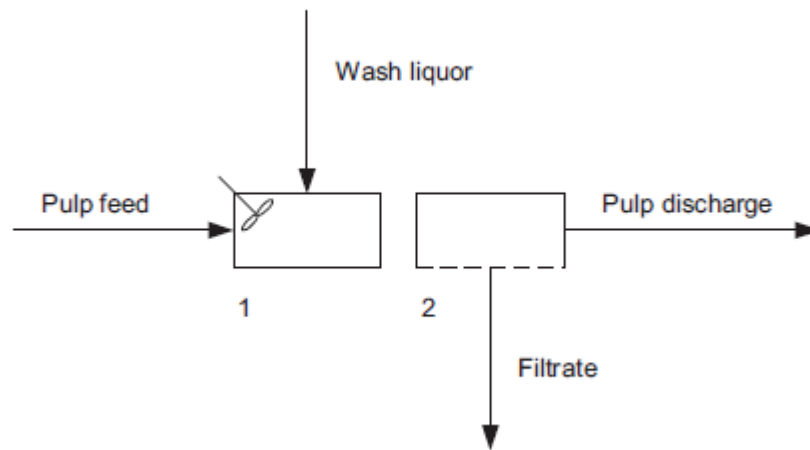 Wash liquor
Pulp feed
Pulp discharge
1
2
Filtrate